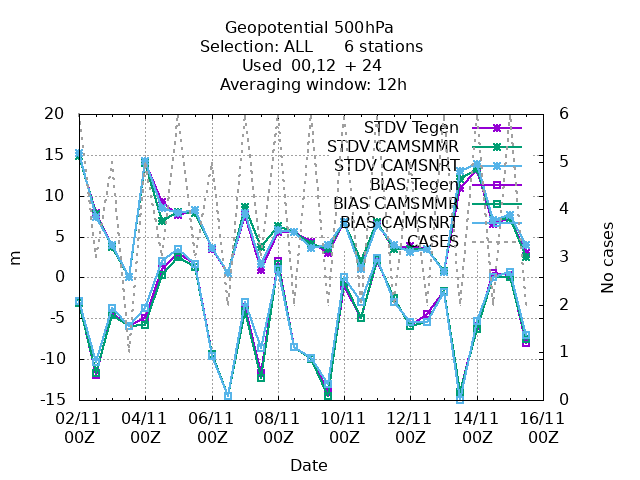 Geopotential 500hPa
Selection: ALL 6 stations
Used 00,12 + 24
Averaging window: 12h
20 6
STDV Tegen
STDV CAMSMMR
15 5
STDV CAMSNRT
BIAS Tegen
10 4
BIAS CAMSMMR
BIAS CAMSNRT
5 3
CASES
0
-5 2
-10 1
-15 0
m
No cases
02/11 04/11 06/11 08/11 10/11 12/11 14/11 16/11
00Z 00Z 00Z 00Z 00Z 00Z 00Z 00Z
Date